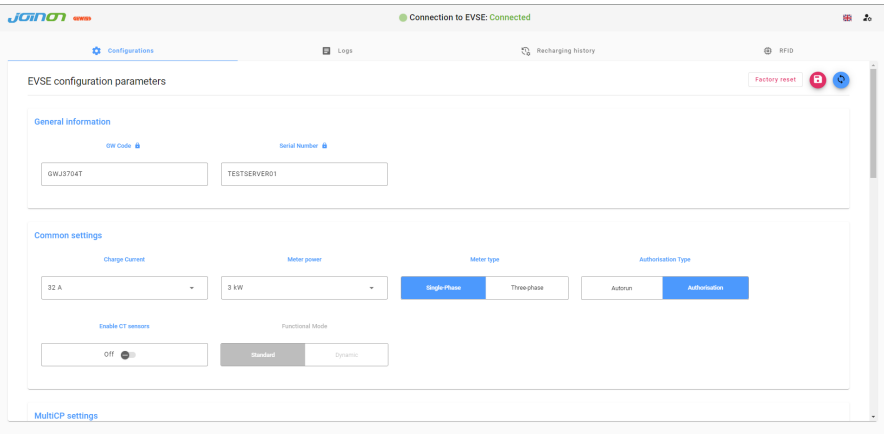 JOINON GEWISS Connection to EVSE: Connected
Configurations Logs Recharging history RFID
EVSE configuration parameters Factory reset
General information
GW Code Serial Number
GWJ3704T TESTSERVER01
Common settings
Charge Current Meter power Meter type Authorisation Type
32 A 3 kW Single-Phase Three-phase Autorun Authorisation
Enable CT sensors Functional Mode
Off Standard Dynamic
MultiCP settings